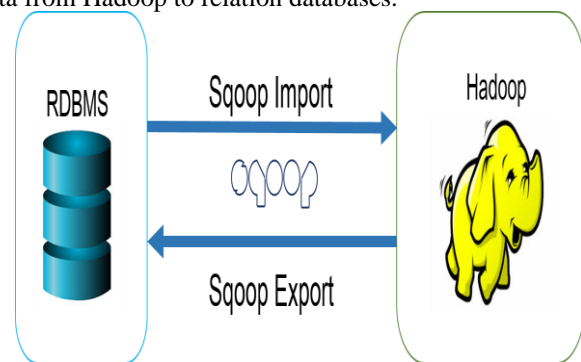 ta from Hadoop to relation databases.
RDBMS
Sqoop Import
Hadoop
sqoop
Sqoop Export